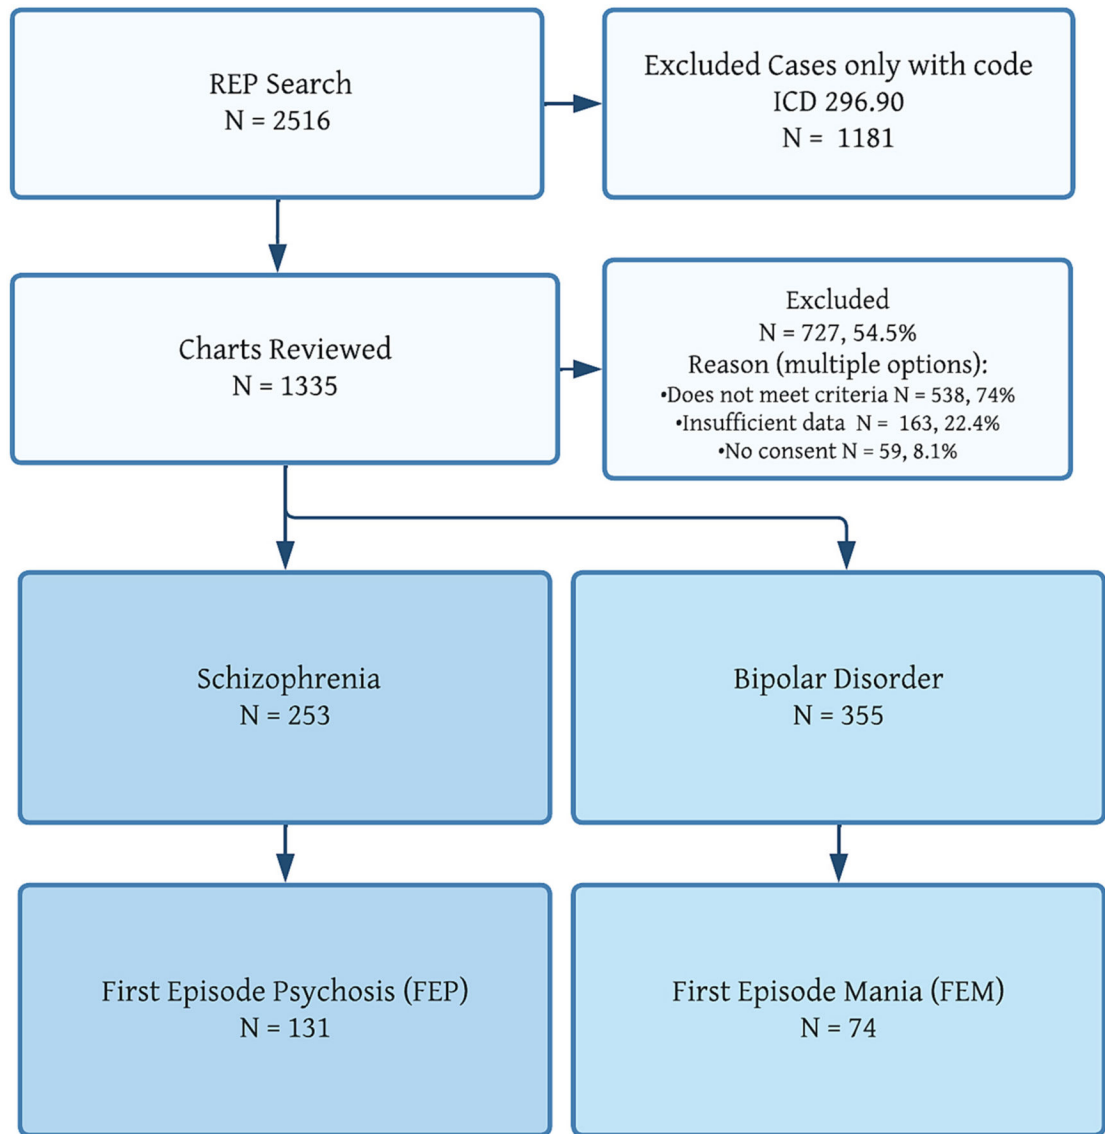 REP Search
N = 2516
Excluded Cases only with code
ICD 296.90
N =  1181
Charts Reviewed
N = 1335
Excluded
N = 727, 54.5%
Reason (multiple options):
•Does not meet criteria N = 538, 74%
•Insufficient data  N =  163, 22.4%
•No consent N = 59, 8.1%
Schizophrenia
N = 253
Bipolar Disorder
N = 355
First Episode Psychosis (FEP)
N = 131
First Episode Mania (FEM)
N = 74